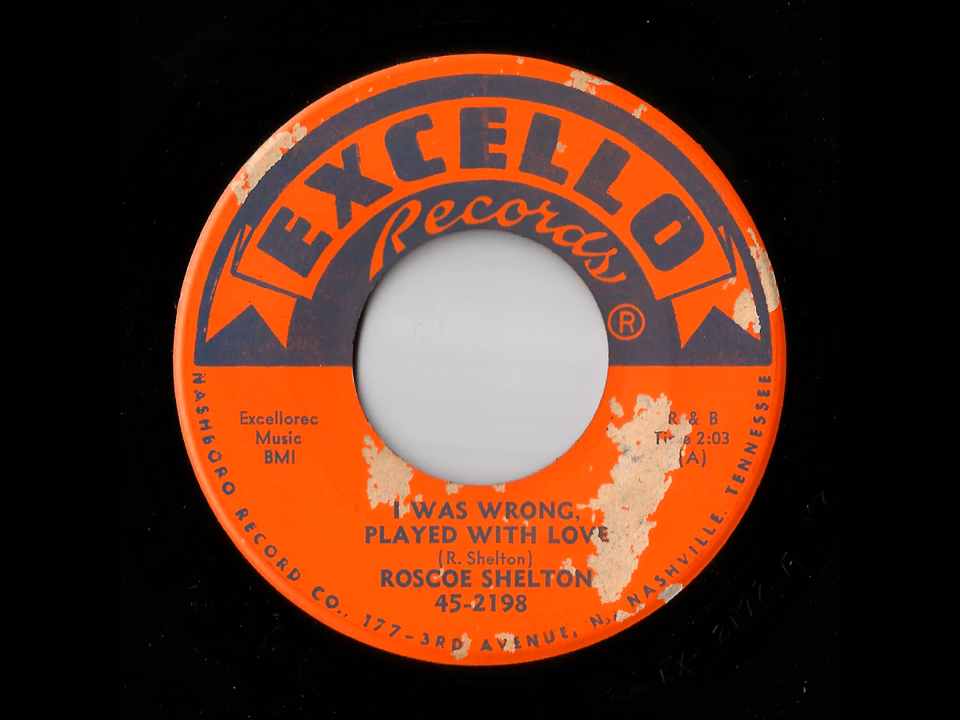 EXCELLO
Records
®
Excellorec
Music
BMI
R & B
Time 2:03
(A)
I WAS WRONG,
PLAYED WITH LOVE
(R. Shelton)
ROSCOE SHELTON
45-2198
NASHBORO RECORD CO., 177-3RD AVENUE, N., NASHVILLE, TENNESSEE